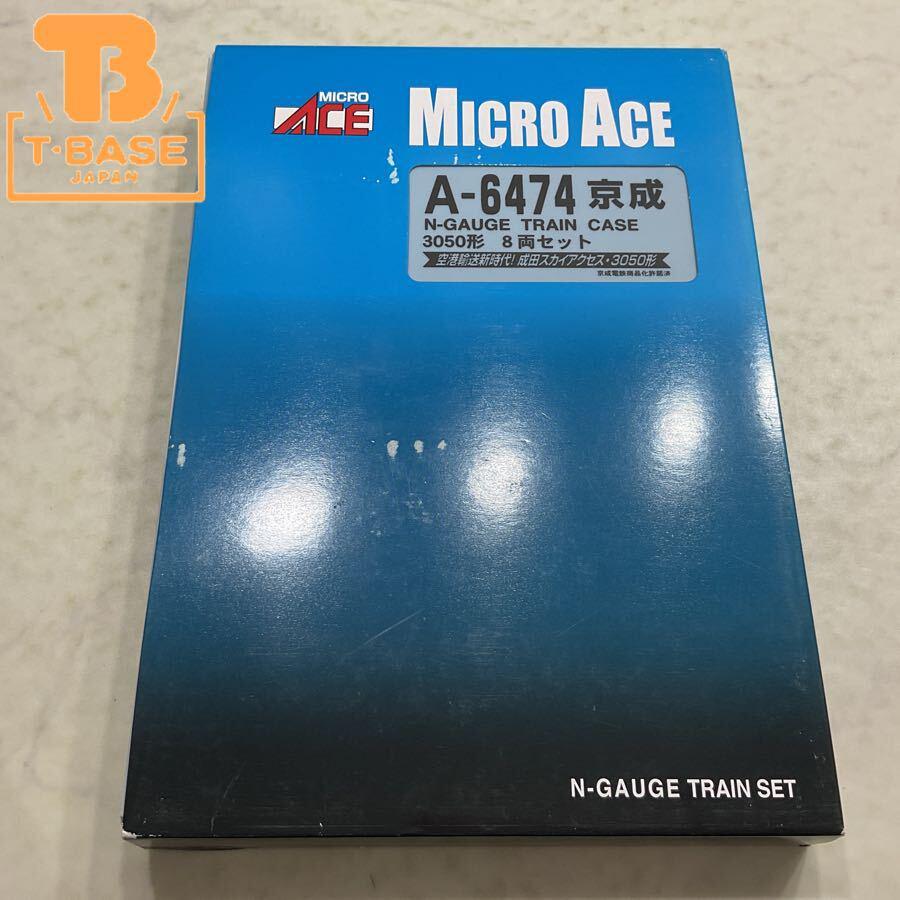 TB
T·BASE
JAPAN
MICRO
ACE
MICRO ACE
A-6474 京成
N-GAUGE TRAIN CASE
3050形 8両セット
空港輸送新時代! 成田スカイアクセス・3050形
京成電鉄商品化許諾済
N-GAUGE TRAIN SET